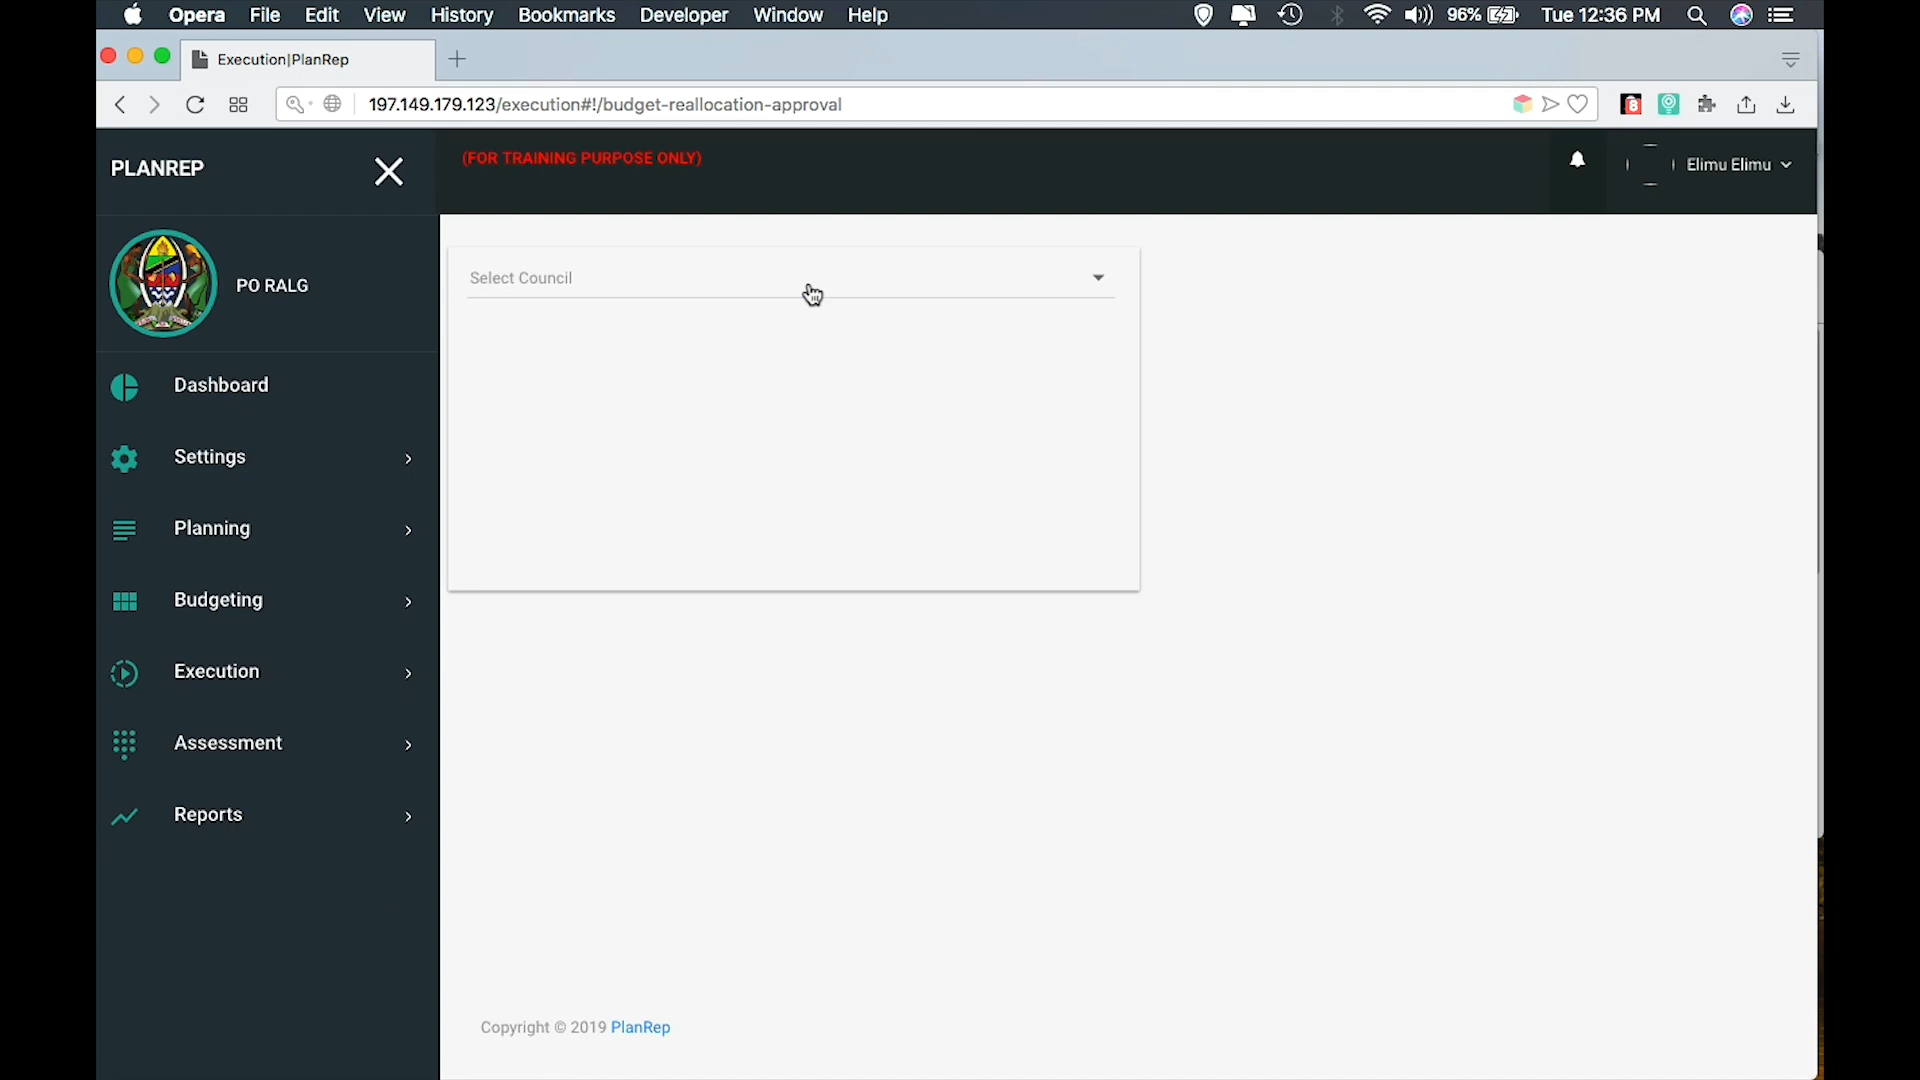 Opera File Edit View History Bookmarks Developer Window Help 96% Tue 12:36 PM
Execution|PlanRep
197.149.179.123/execution#!/budget-reallocation-approval
PLANREP
(FOR TRAINING PURPOSE ONLY)
Elimu Elimu
PO RALG
Select Council
Dashboard
Settings
Planning
Budgeting
Execution
Assessment
Reports
Copyright © 2019 PlanRep